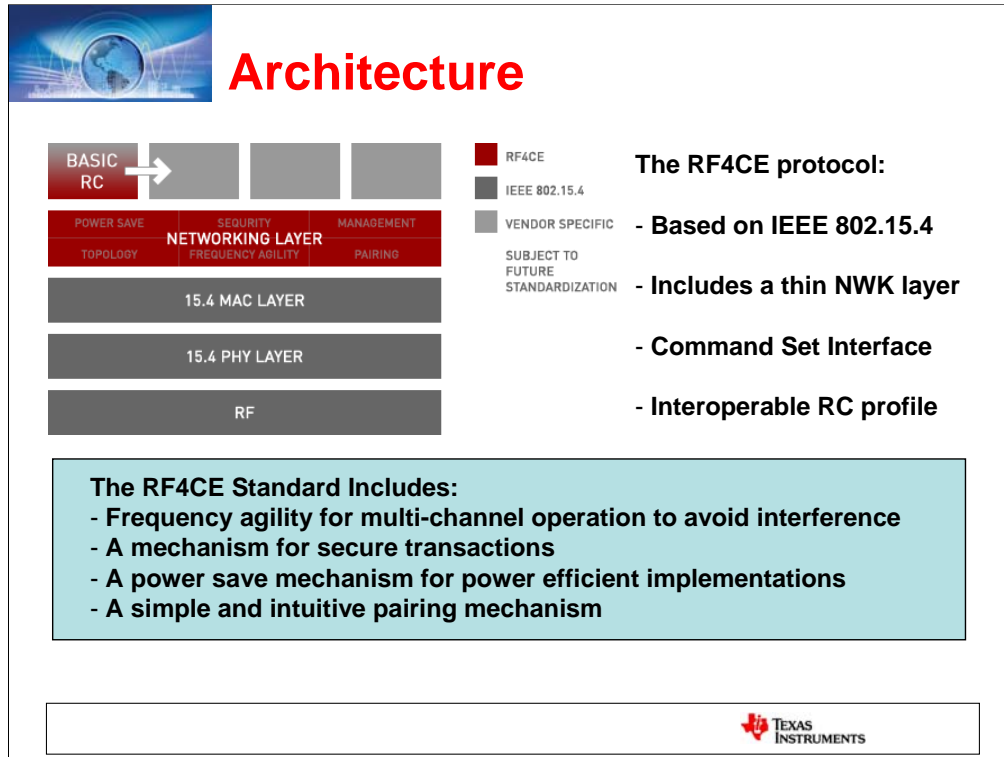 Architecture
BASIC
RC
POWER SAVE
SEQURITY
MANAGEMENT
NETWORKING LAYER
TOPOLOGY
FREQUENCY AGILITY
PAIRING
15.4 MAC LAYER
15.4 PHY LAYER
RF
RF4CE
IEEE 802.15.4
VENDOR SPECIFIC
SUBJECT TO
FUTURE
STANDARDIZATION
The RF4CE protocol:
- Based on IEEE 802.15.4
- Includes a thin NWK layer
- Command Set Interface
- Interoperable RC profile
The RF4CE Standard Includes:
- Frequency agility for multi-channel operation to avoid interference
- A mechanism for secure transactions
- A power save mechanism for power efficient implementations
- A simple and intuitive pairing mechanism
TEXAS
INSTRUMENTS